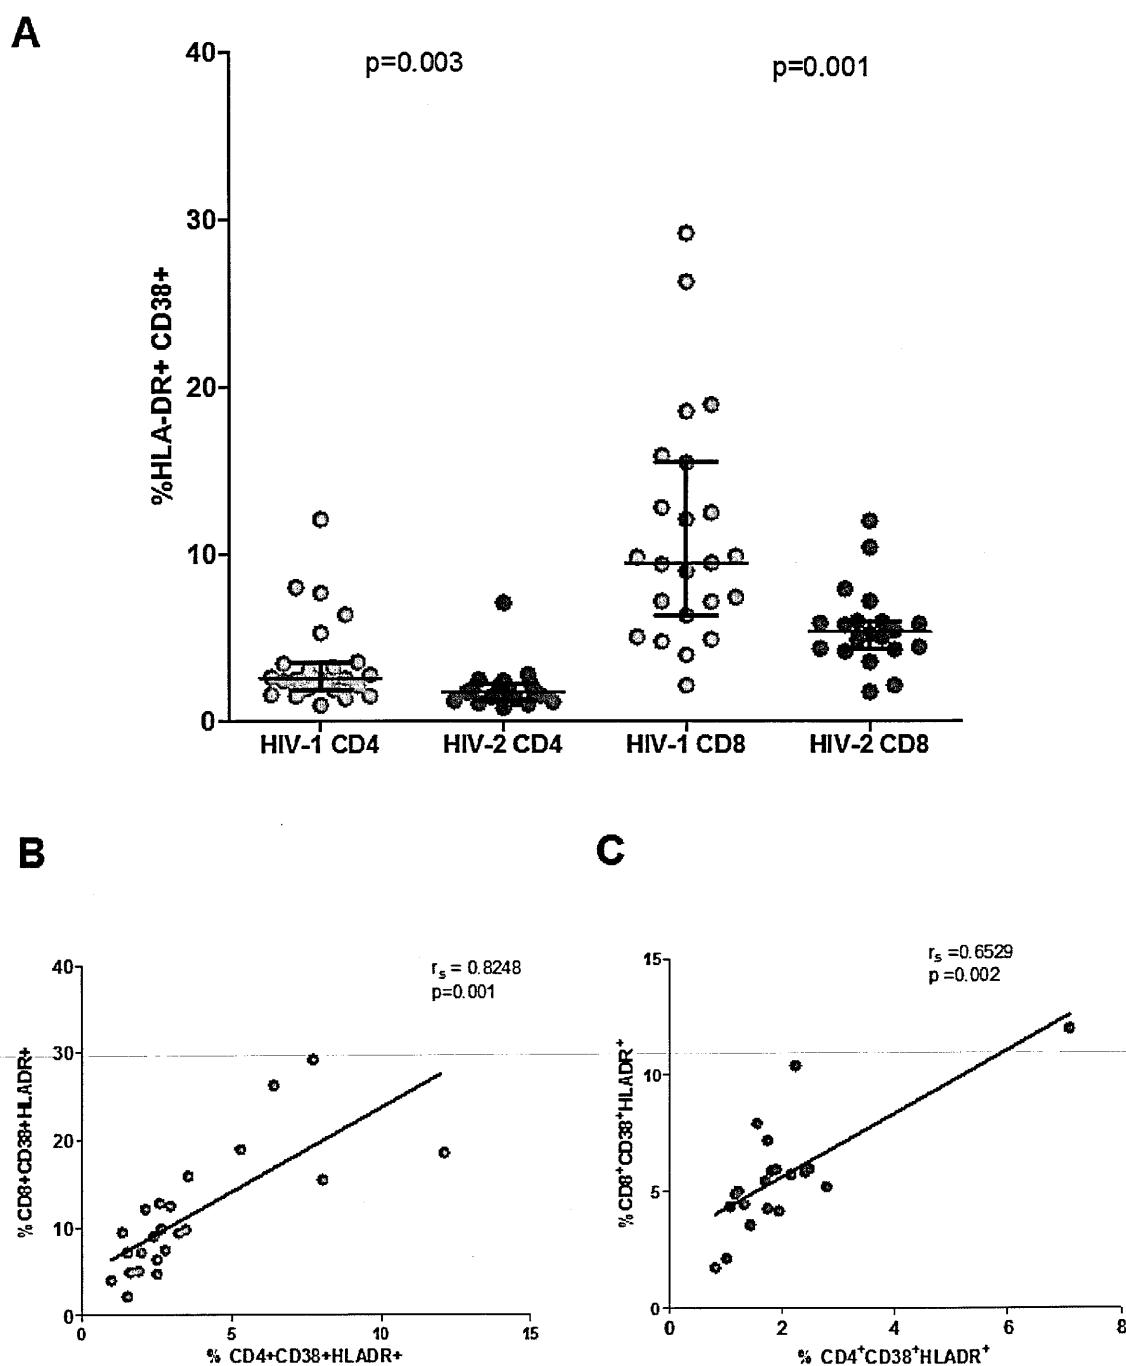 A
p=0.003
p=0.001
%HLA-DR+ CD38+
40
30
20
10
0
HIV-1 CD4
HIV-2 CD4
HIV-1 CD8
HIV-2 CD8
B
rₛ = 0.8248
p=0.001
% CD8+CD38+HLADR+
40
30
20
10
0
0
5
10
15
% CD4+CD38+HLADR+
C
rₛ =0.6529
p =0.002
% CD8⁺CD38⁺HLADR⁺
15
10
5
0
0
2
4
6
8
% CD4⁺CD38⁺HLADR⁺